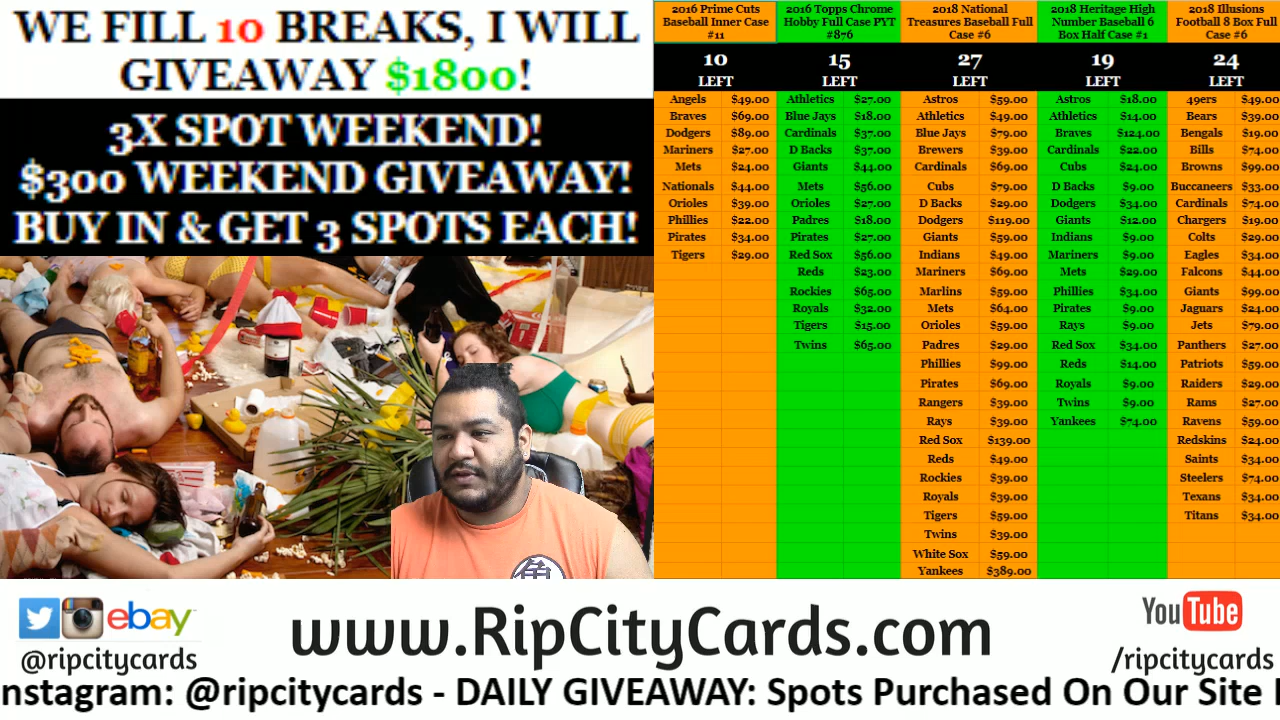 WE FILL 10 BREAKS, I WILL
GIVEAWAY $1800!
3X SPOT WEEKEND!
$300 WEEKEND GIVEAWAY!
BUY IN & GET 3 SPOTS EACH!
2016 Prime Cuts
Baseball Inner Case
#11
10
LEFT
Angels $49.00
Braves $69.00
Dodgers $89.00
Mariners $27.00
Mets $24.00
Nationals $44.00
Orioles $39.00
Phillies $22.00
Pirates $34.00
Tigers $29.00
2016 Topps Chrome
Hobby Full Case PYT
#876
15
LEFT
Athletics $27.00
Blue Jays $18.00
Cardinals $37.00
D Backs $37.00
Giants $44.00
Mets $56.00
Orioles $27.00
Padres $18.00
Pirates $27.00
Red Sox $56.00
Reds $23.00
Rockies $65.00
Royals $32.00
Tigers $15.00
Twins $65.00
2018 National
Treasures Baseball Full
Case #6
27
LEFT
Astros $59.00
Athletics $49.00
Blue Jays $79.00
Brewers $39.00
Cardinals $69.00
Cubs $79.00
D Backs $29.00
Dodgers $119.00
Giants $59.00
Indians $49.00
Mariners $69.00
Marlins $59.00
Mets $64.00
Orioles $59.00
Padres $29.00
Phillies $99.00
Pirates $69.00
Rangers $39.00
Rays $39.00
Red Sox $139.00
Reds $49.00
Rockies $39.00
Royals $39.00
Tigers $59.00
Twins $39.00
White Sox $59.00
Yankees $389.00
2018 Heritage High
Number Baseball 6
Box Half Case #1
19
LEFT
Astros $18.00
Athletics $14.00
Braves $124.00
Cardinals $22.00
Cubs $24.00
D Backs $9.00
Dodgers $34.00
Giants $12.00
Indians $9.00
Mariners $9.00
Mets $29.00
Phillies $34.00
Pirates $9.00
Rays $9.00
Red Sox $34.00
Reds $14.00
Royals $9.00
Twins $9.00
Yankees $74.00
2018 Illusions
Football 8 Box Full
Case #6
24
LEFT
49ers $49.00
Bears $39.00
Bengals $19.00
Bills $74.00
Browns $99.00
Buccaneers $33.00
Cardinals $74.00
Chargers $19.00
Colts $29.00
Eagles $34.00
Falcons $44.00
Giants $99.00
Jaguars $24.00
Jets $79.00
Panthers $27.00
Patriots $59.00
Raiders $29.00
Rams $27.00
Ravens $59.00
Redskins $24.00
Saints $34.00
Steelers $74.00
Texans $34.00
Titans $34.00
亀
ebay
@ripcitycards
www.RipCityCards.com
YouTube
/ripcitycards
nstagram: @ripcitycards - DAILY GIVEAWAY: Spots Purchased On Our Site